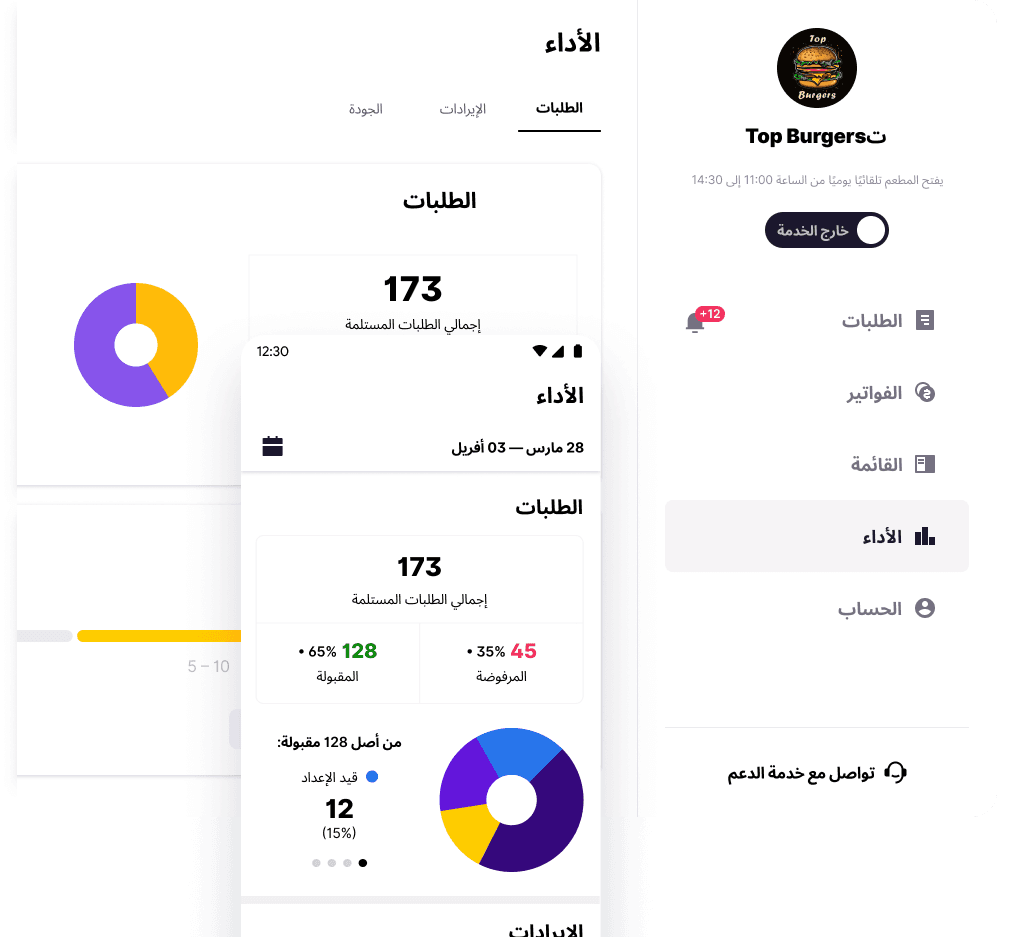 Top
Burgers
تTop Burgers
يفتح المطعم تلقائيًا يوميًا من الساعة 11:00 إلى 14:30
خارج الخدمة
الطلبات
+12
الفواتير
القائمة
الأداء
الحساب
تواصل مع خدمة الدعم
الأداء
الطلبات
الإيرادات
الجودة
الطلبات
173
إجمالي الطلبات المستلمة
5 – 10
12:30
الأداء
28 مارس — 03 أفريل
الطلبات
173
إجمالي الطلبات المستلمة
45 35% •
المرفوضة
128 65% •
المقبولة
من أصل 128 مقبولة:
قيد الإعداد
12
(15%)
الإيرادات